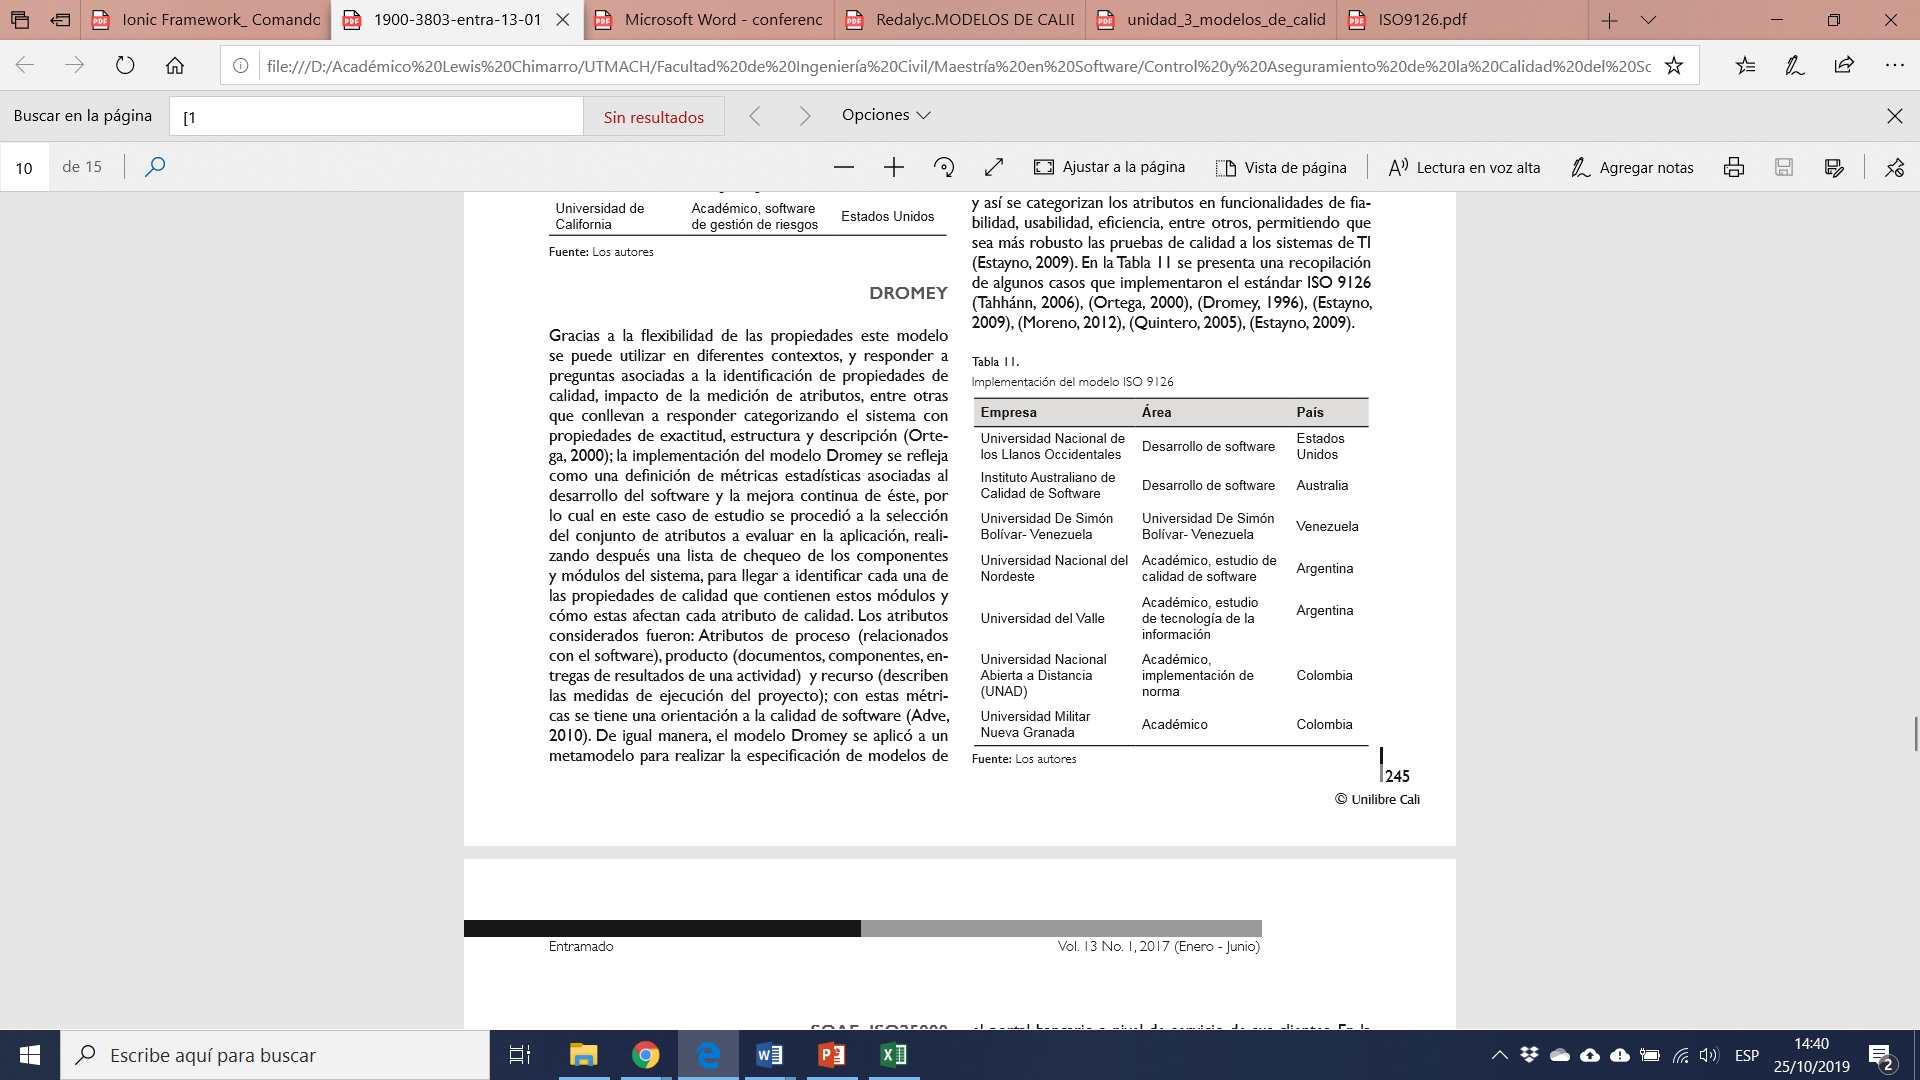 Ionic Framework_ Comando
1900-3803-entra-13-01
Microsoft Word - conferenc
Redalyc.MODELOS DE CALI
unidad_3_modelos_de_calid
ISO9126.pdf
file:///D:/Académico%20Lewis%20Chimarro/UTMACH/Facultad%20de%20Ingeniería%20Civil/Maestría%20en%20Software/Control%20y%20Aseguramiento%20de%20la%20Calidad%20del%20Sc
Buscar en la página
[1
Sin resultados
Opciones
10
de 15
Ajustar a la página
Vista de página
Lectura en voz alta
Agregar notas
Universidad de California
Académico, software de gestión de riesgos
Estados Unidos
Fuente: Los autores
DROMEY
Gracias a la flexibilidad de las propiedades este modelo
se puede utilizar en diferentes contextos, y responder a
preguntas asociadas a la identificación de propiedades de
calidad, impacto de la medición de atributos, entre otras
que conllevan a responder categorizando el sistema con
propiedades de exactitud, estructura y descripción (Orte-
ga, 2000); la implementación del modelo Dromey se refleja
como una definición de métricas estadísticas asociadas al
desarrollo del software y la mejora continua de éste, por
lo cual en este caso de estudio se procedió a la selección
del conjunto de atributos a evaluar en la aplicación, reali-
zando después una lista de chequeo de los componentes
y módulos del sistema, para llegar a identificar cada una de
las propiedades de calidad que contienen estos módulos y
cómo estas afectan cada atributo de calidad. Los atributos
considerados fueron: Atributos de proceso (relacionados
con el software), producto (documentos, componentes, en-
tregas de resultados de una actividad) y recurso (describen
las medidas de ejecución del proyecto); con estas métri-
cas se tiene una orientación a la calidad de software (Adve,
2010). De igual manera, el modelo Dromey se aplicó a un
metamodelo para realizar la especificación de modelos de
y así se categorizan los atributos en funcionalidades de fia-
bilidad, usabilidad, eficiencia, entre otros, permitiendo que
sea más robusto las pruebas de calidad a los sistemas de TI
(Estayno, 2009). En la Tabla 11 se presenta una recopilación
de algunos casos que implementaron el estándar ISO 9126
(Tahhánn, 2006), (Ortega, 2000), (Dromey, 1996), (Estayno,
2009), (Moreno, 2012), (Quintero, 2005), (Estayno, 2009).
Tabla 11.
Implementación del modelo ISO 9126
Empresa Área País
Universidad Nacional de los Llanos Occidentales
Desarrollo de software
Estados Unidos
Instituto Australiano de Calidad de Software
Desarrollo de software
Australia
Universidad De Simón Bolívar- Venezuela
Universidad De Simón Bolívar- Venezuela
Venezuela
Universidad Nacional del Nordeste
Académico, estudio de calidad de software
Argentina
Universidad del Valle
Académico, estudio de tecnología de la información
Argentina
Universidad Nacional Abierta a Distancia (UNAD)
Académico, implementación de norma
Colombia
Universidad Militar Nueva Granada
Académico
Colombia
Fuente: Los autores
245
© Unilibre Cali
Entramado
Vol. 13 No. 1, 2017 (Enero - Junio)
Escribe aquí para buscar
ESP
14:40
25/10/2019
2